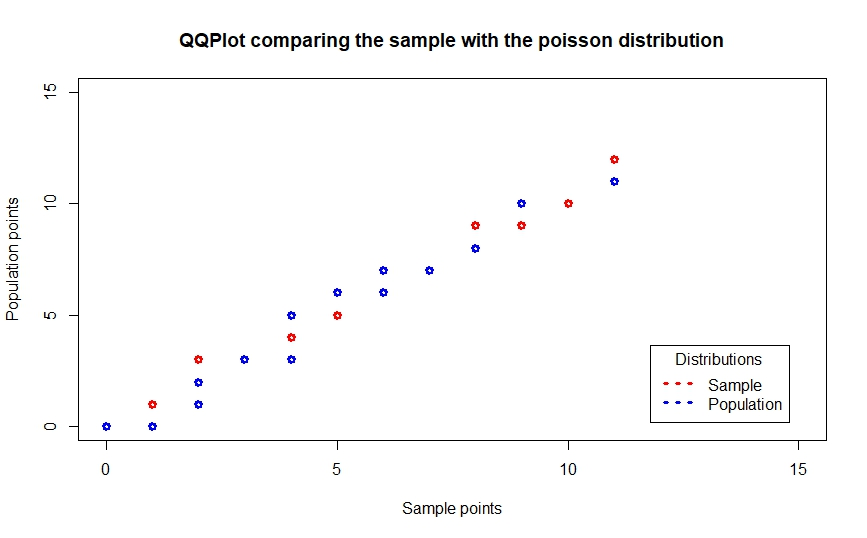 QQPlot comparing the sample with the poisson distribution
15
10
5
0
Population points
Distributions
Sample
Population
0 5 10 15
Sample points